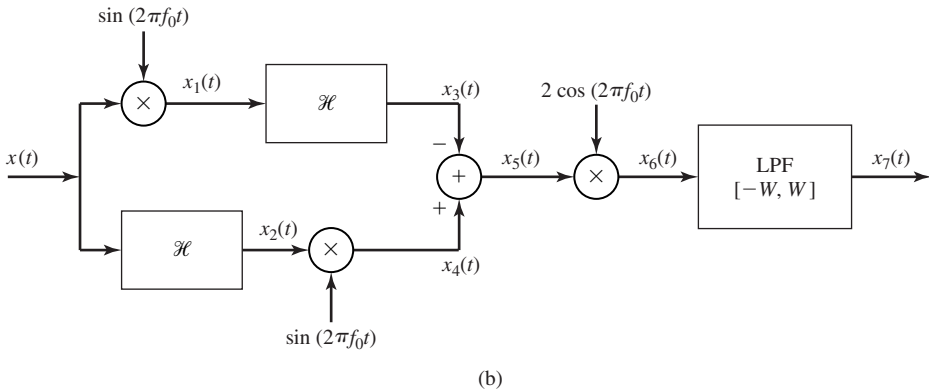 sin (2πf₀t)
x₁(t)
ℋ
x₃(t)
2 cos (2πf₀t)
×
−
x(t)
+
x₅(t)
×
x₆(t)
LPF
[−W, W]
x₇(t)
+
ℋ
x₂(t)
×
x₄(t)
sin (2πf₀t)
(b)